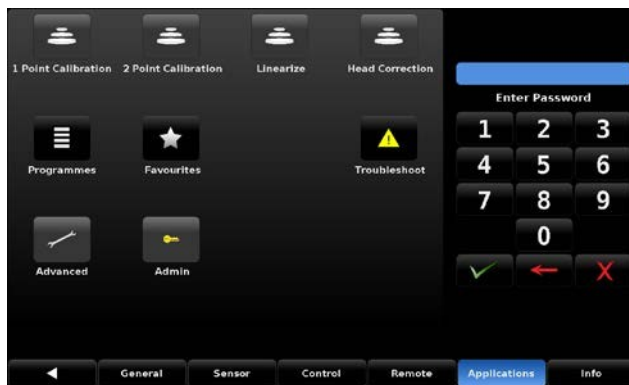 1 Point Calibration 2 Point Calibration Linearize Head Correction
Enter Password
1 2 3
Programmes Favourites Troubleshoot
4 5 6
7 8 9
0
Advanced Admin
General Sensor Control Remote Applications Info